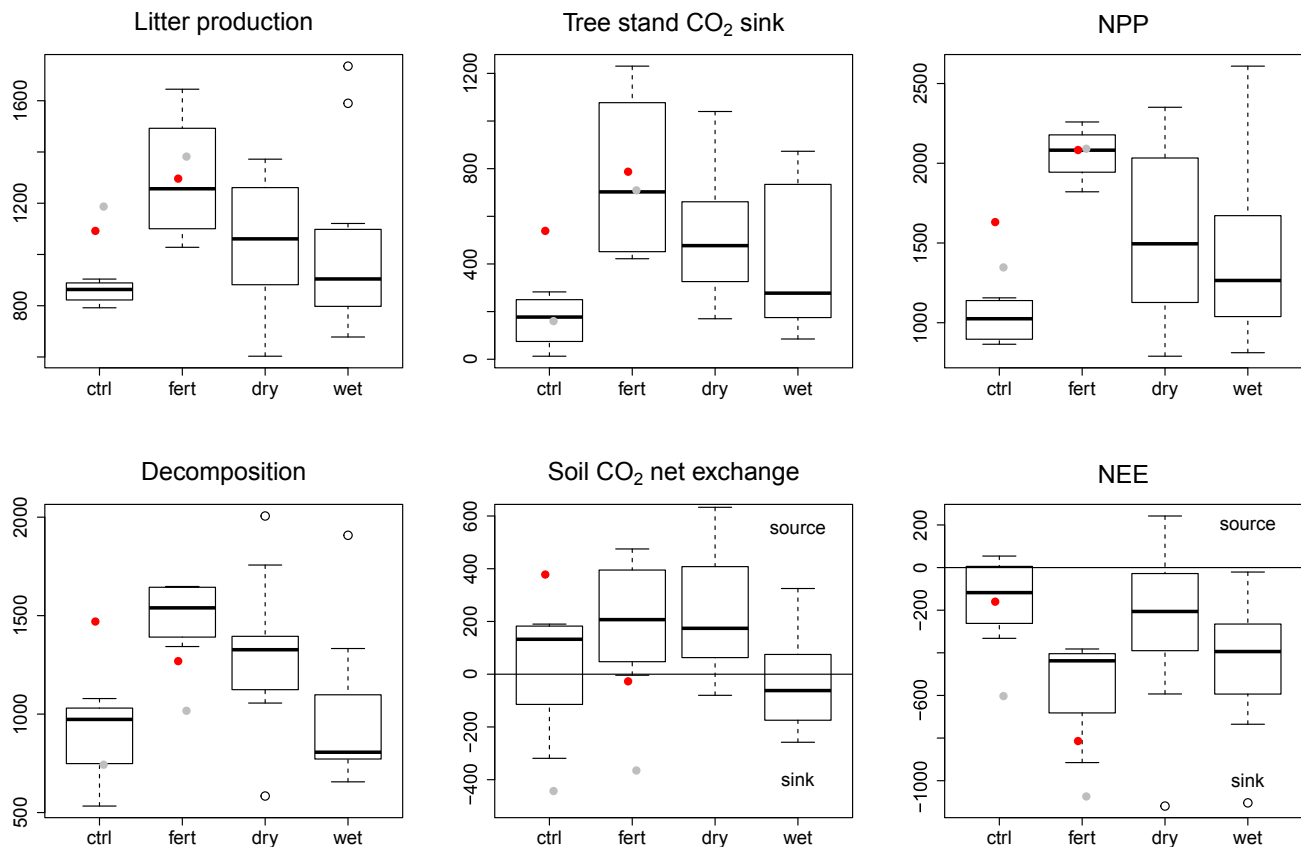 Litter production
Tree stand CO₂ sink
NPP
1600
1200
800
ctrl fert dry wet
1200
800
400
0
ctrl fert dry wet
2500
2000
1500
1000
ctrl fert dry wet
Decomposition
Soil CO₂ net exchange
NEE
2000
1500
1000
500
ctrl fert dry wet
600
400
200
0
−200
−400
source
sink
ctrl fert dry wet
200
0
−200
−600
−1000
source
sink
ctrl fert dry wet